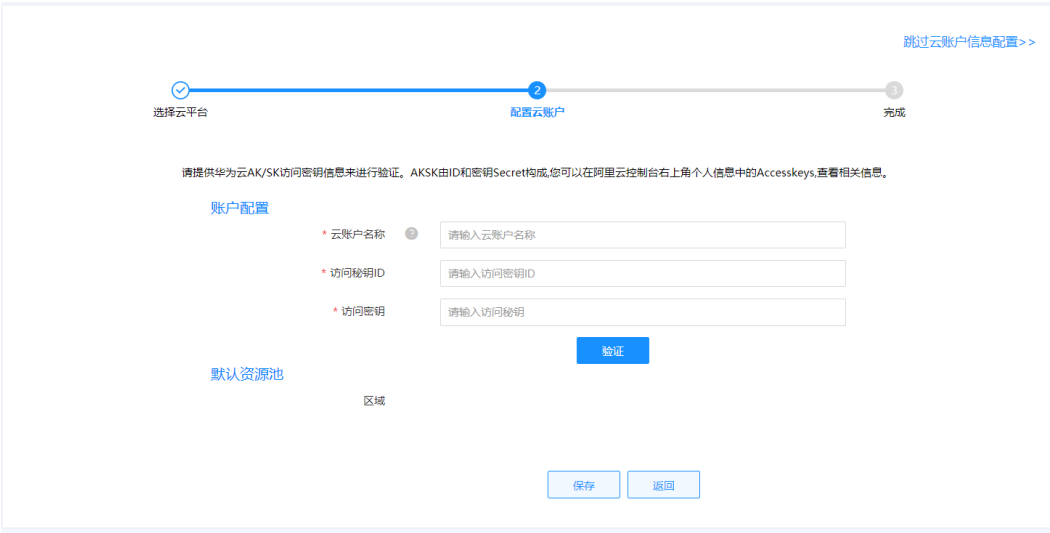 跳过云账户信息配置>>
2
3
选择云平台
配置云账户
完成
请提供华为云AK/SK访问密钥信息来进行验证。AKSK由ID和密钥Secret构成,您可以在阿里云控制台右上角个人信息中的Accesskeys,查看相关信息。
账户配置
* 云账户名称 ? 请输入云账户名称
* 访问秘钥ID 请输入访问密钥ID
* 访问密钥 请输入访问秘钥
验证
默认资源池
区域
保存 返回